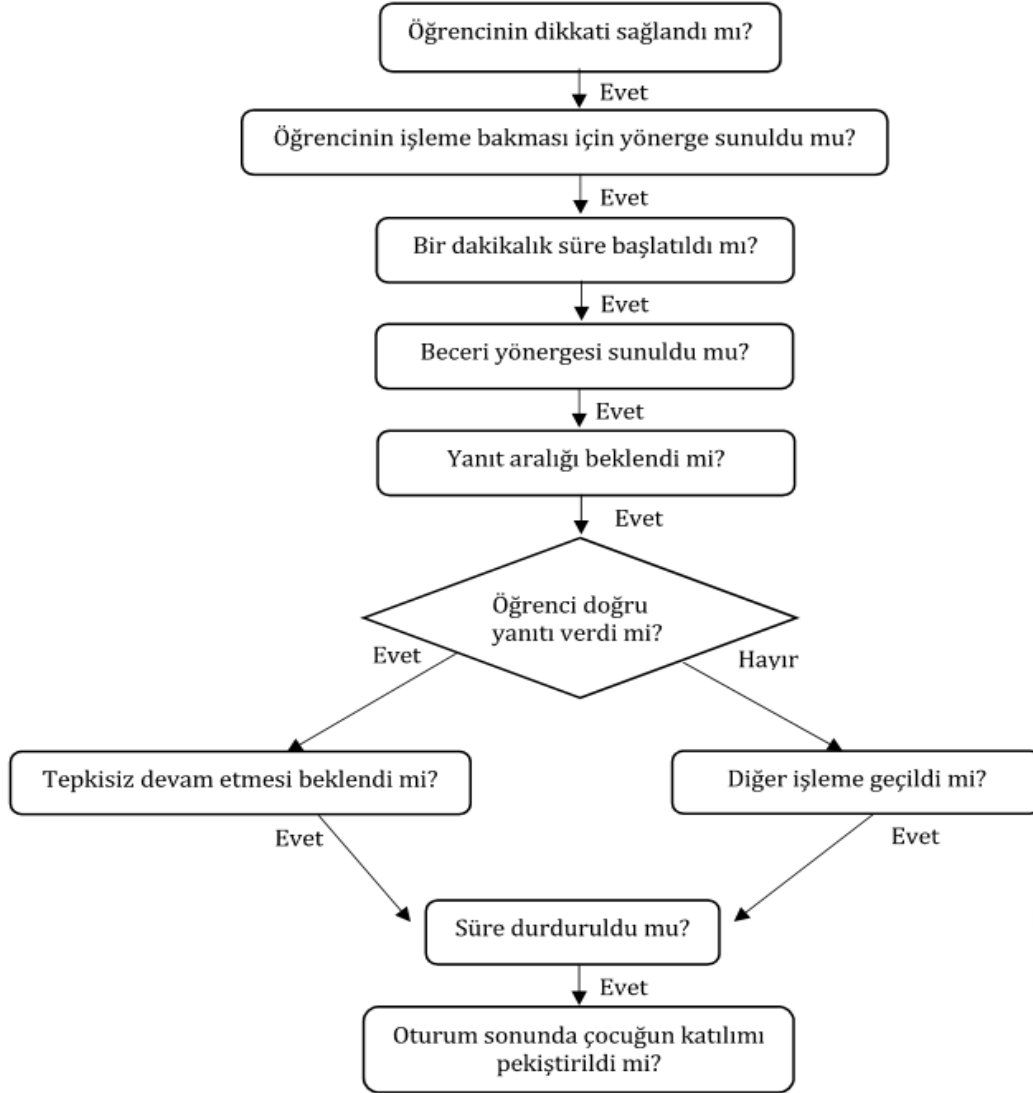 Öğrencinin dikkati sağlandı mı?
Evet
Öğrencinin işleme bakması için yönerge sunuldu mu?
Evet
Bir dakikalık süre başlatıldı mı?
Evet
Beceri yönergesi sunuldu mu?
Evet
Yanıt aralığı beklendi mi?
Evet
Öğrenci doğru
yanıtı verdi mi?
Evet
Hayır
Tepkisiz devam etmesi beklendi mi?
Diğer işleme geçildi mi?
Evet
Evet
Süre durduruldu mu?
Evet
Oturum sonunda çocuğun katılımı
pekiştirildi mi?